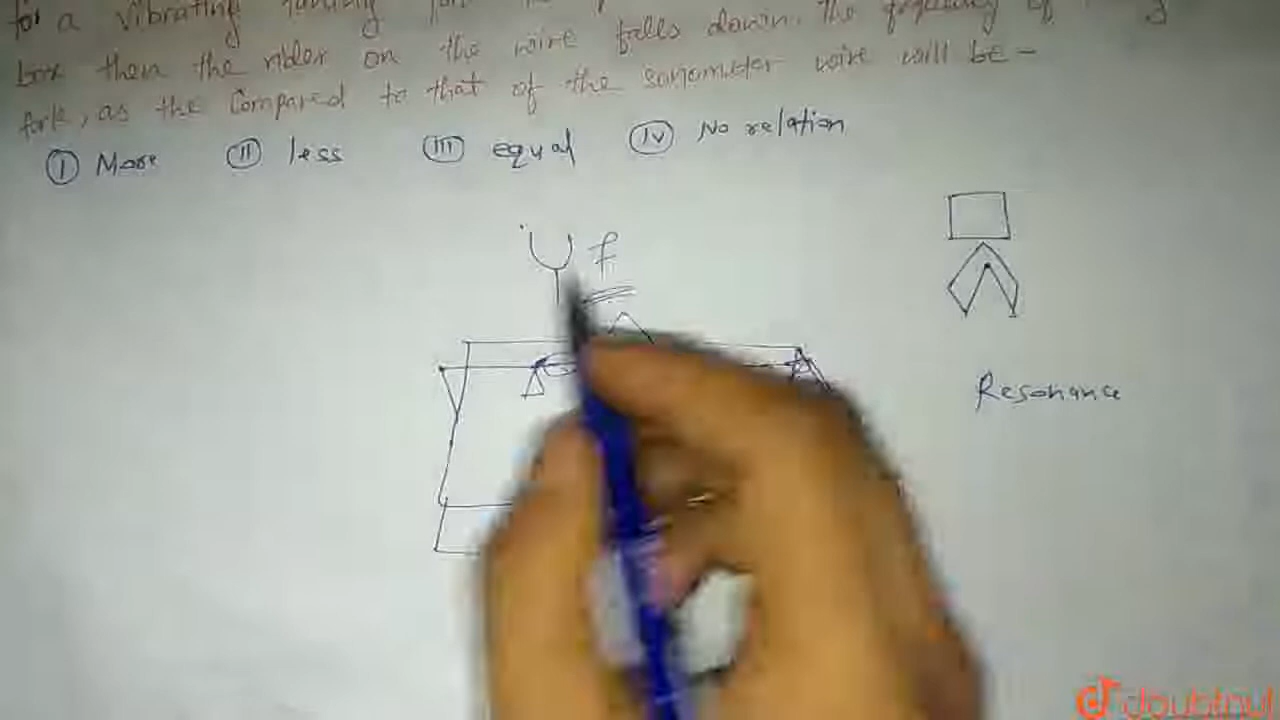 for a vibrating tuning
box then the rider on the wire falls down. the frequency of
fork, as the Compared to that of the sonometer wire will be -
I More II less III equal IV No relation
f
Resonance
doubtnut